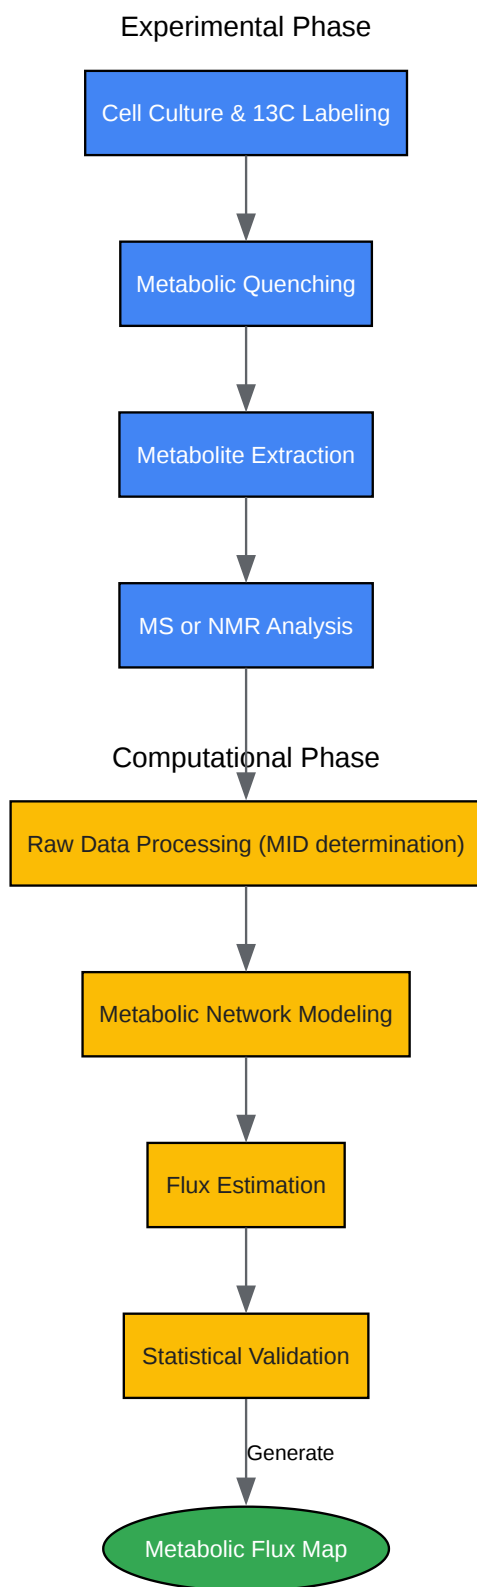 Experimental Phase
Cell Culture & 13C Labeling
Metabolic Quenching
Metabolite Extraction
MS or NMR Analysis
Computational Phase
Raw Data Processing (MID determination)
Metabolic Network Modeling
Flux Estimation
Statistical Validation
Generate
Metabolic Flux Map